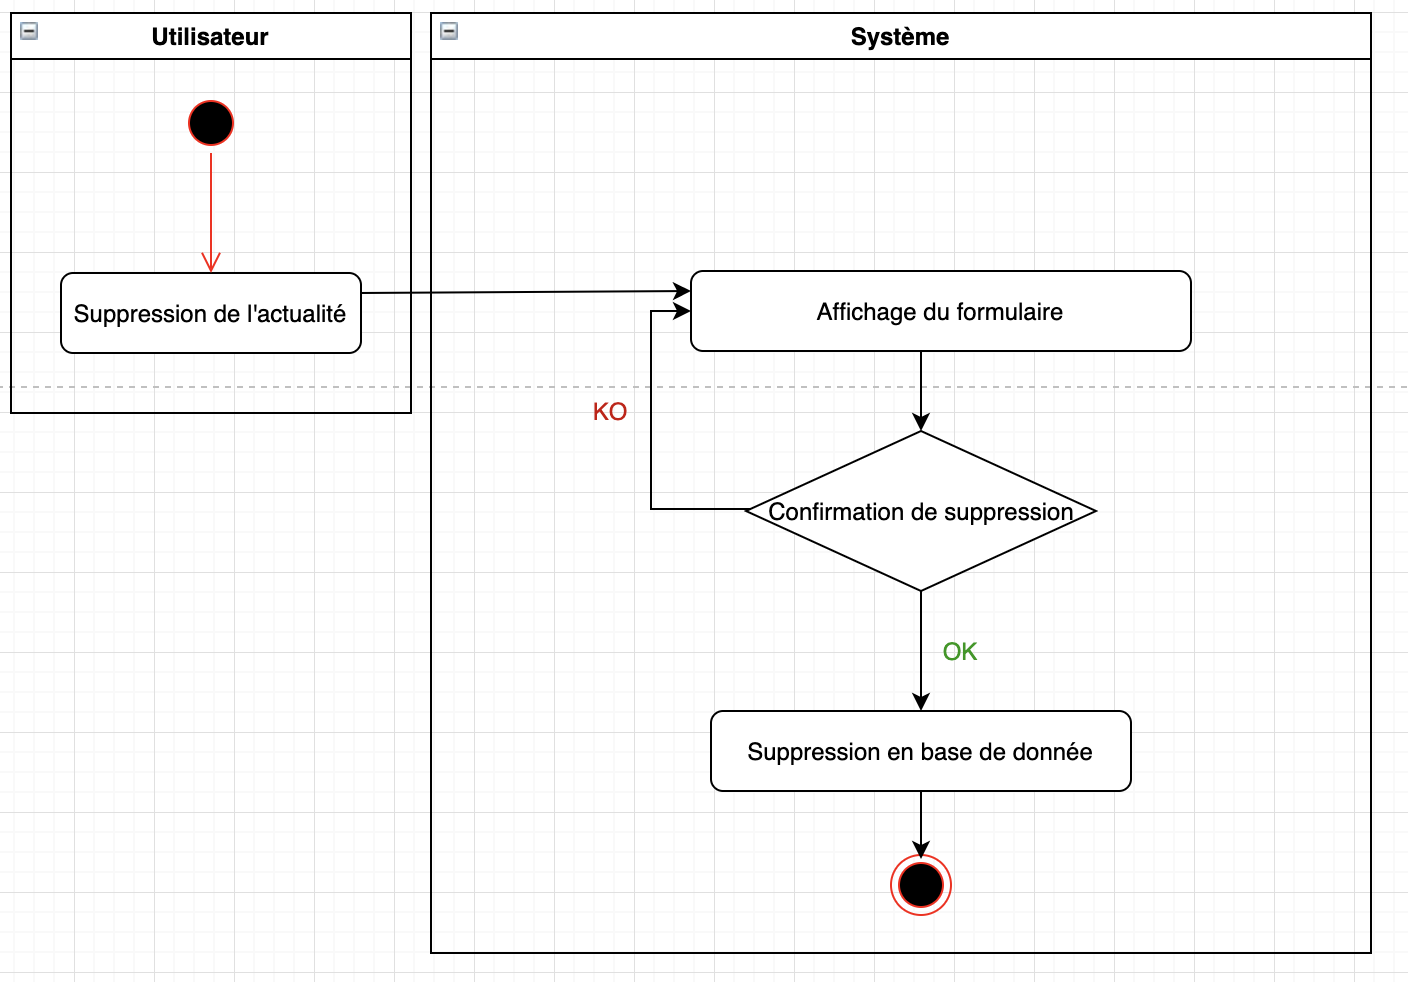 Utilisateur
Système
Suppression de l'actualité
Affichage du formulaire
KO
Confirmation de suppression
OK
Suppression en base de donnée